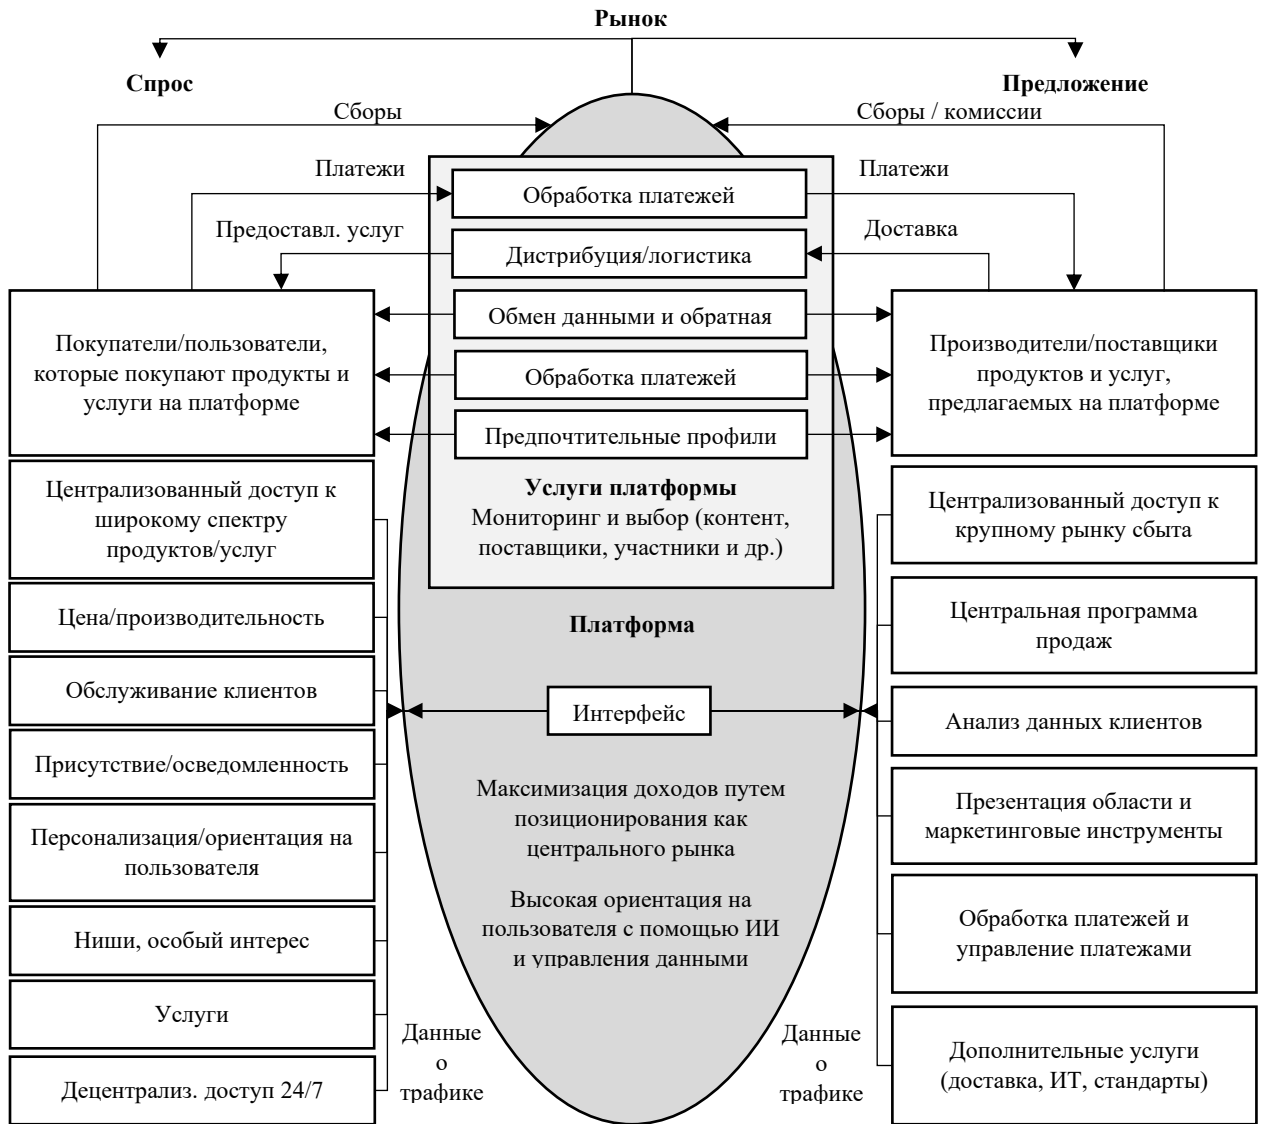 Рынок
Спрос
Предложение
Сборы
Сборы / комиссии
Платежи
Обработка платежей
Платежи
Предоставл. услуг
Дистрибуция/логистика
Доставка
Обмен данными и обратная
Обработка платежей
Предпочтительные профили
Покупатели/пользователи,
которые покупают продукты и
услуги на платформе
Производители/поставщики
продуктов и услуг,
предлагаемых на платформе
Услуги платформы
Мониторинг и выбор (контент,
поставщики, участники и др.)
Платформа
Интерфейс
Максимизация доходов путем
позиционирования как
центрального рынка
Высокая ориентация на
пользователя с помощью ИИ
и управления данными
Централизованный доступ к
широкому спектру
продуктов/услуг
Цена/производительность
Обслуживание клиентов
Присутствие/осведомленность
Персонализация/ориентация на
пользователя
Ниши, особый интерес
Услуги
Децентрализ. доступ 24/7
Данные
о
трафике
Данные
о
трафике
Централизованный доступ к
крупному рынку сбыта
Центральная программа
продаж
Анализ данных клиентов
Презентация области и
маркетинговые инструменты
Обработка платежей и
управление платежами
Дополнительные услуги
(доставка, ИТ, стандарты)